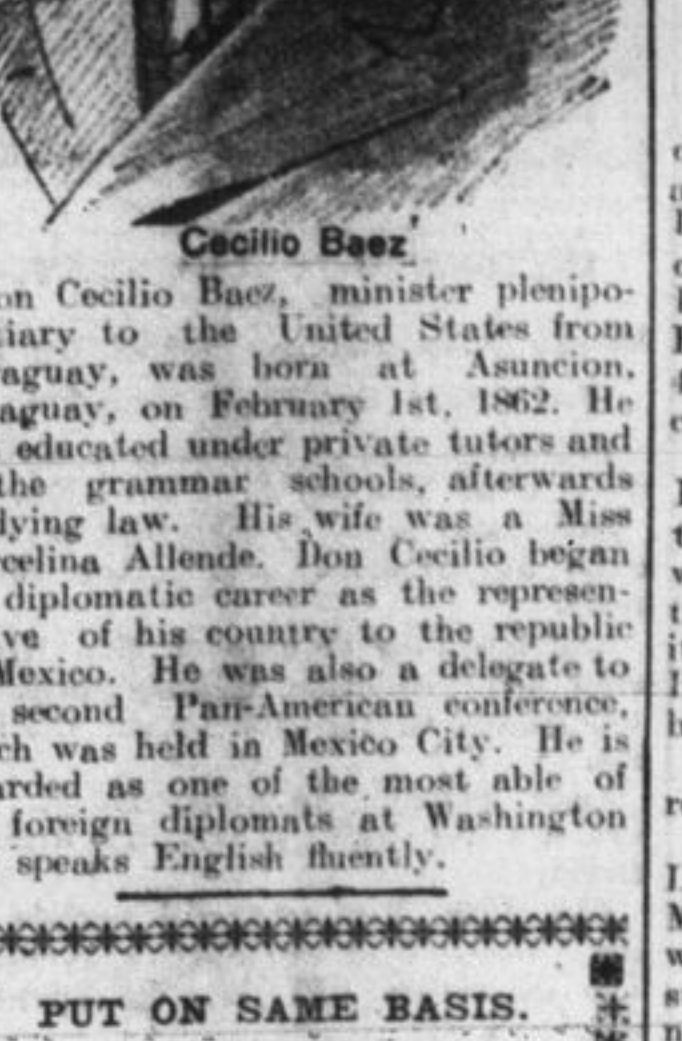 Cecilio Baez
on Cecilio Baez, minister plenipo-
iary to the United States from
aguay, was born at Asuncion,
aguay, on February 1st, 1862. He
educated under private tutors and
the grammar schools, afterwards
lying law. His wife was a Miss
celina Allende. Don Cecilio began
diplomatic career as the represen-
ve of his country to the republic
Mexico. He was also a delegate to
second Pan-American conference,
ch was held in Mexico City. He is
arded as one of the most able of
foreign diplomats at Washington
speaks English fluently.
PUT ON SAME BASIS.